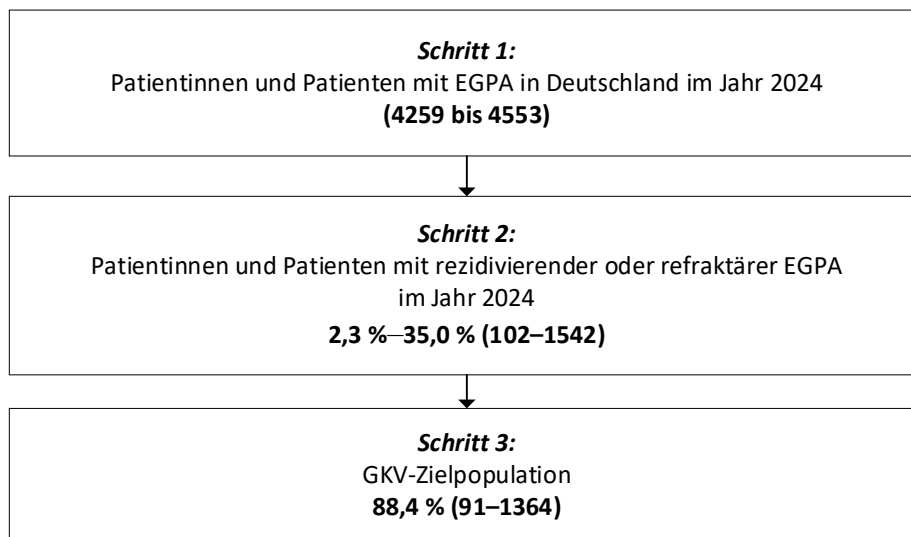 Schritt 1:
Patientinnen und Patienten mit EGPA in Deutschland im Jahr 2024
(4259 bis 4553)
Schritt 2:
Patientinnen und Patienten mit rezidivierender oder refraktärer EGPA
im Jahr 2024
2,3 %–35,0 % (102–1542)
Schritt 3:
GKV-Zielpopulation
88,4 % (91–1364)